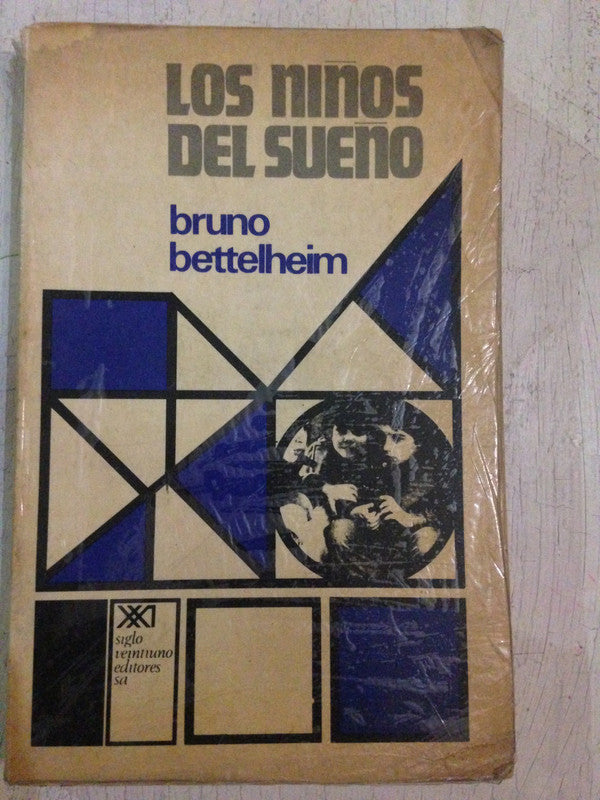 LOS NIÑOS
DEL SUEÑO
bruno
bettelheim
siglo
veintiuno
editores
sa